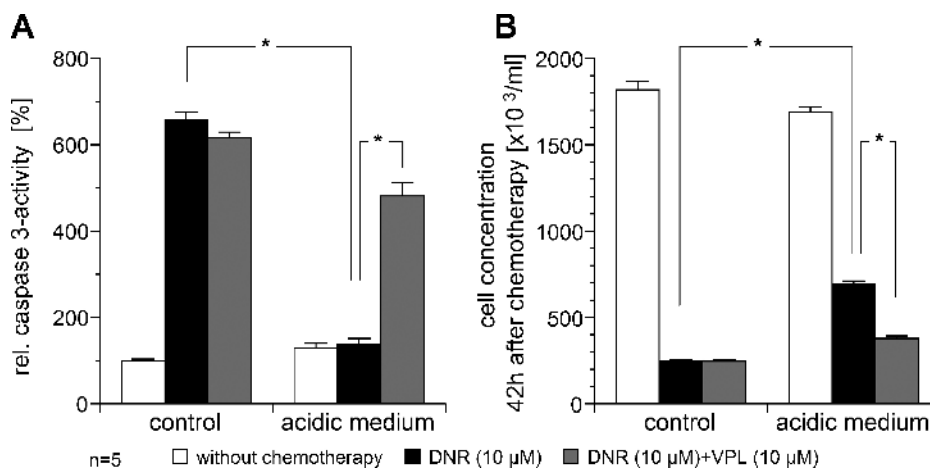 A
*
rel. caspase 3-activity [%]
800
600
400
200
0
*
control
acidic medium
B
*
cell concentration
42h after chemotherapy [x10 ³/ml]
2000
1500
1000
500
0
*
control
acidic medium
n=5
without chemotherapy
DNR (10 µM)
DNR (10 µM)+VPL (10 µM)